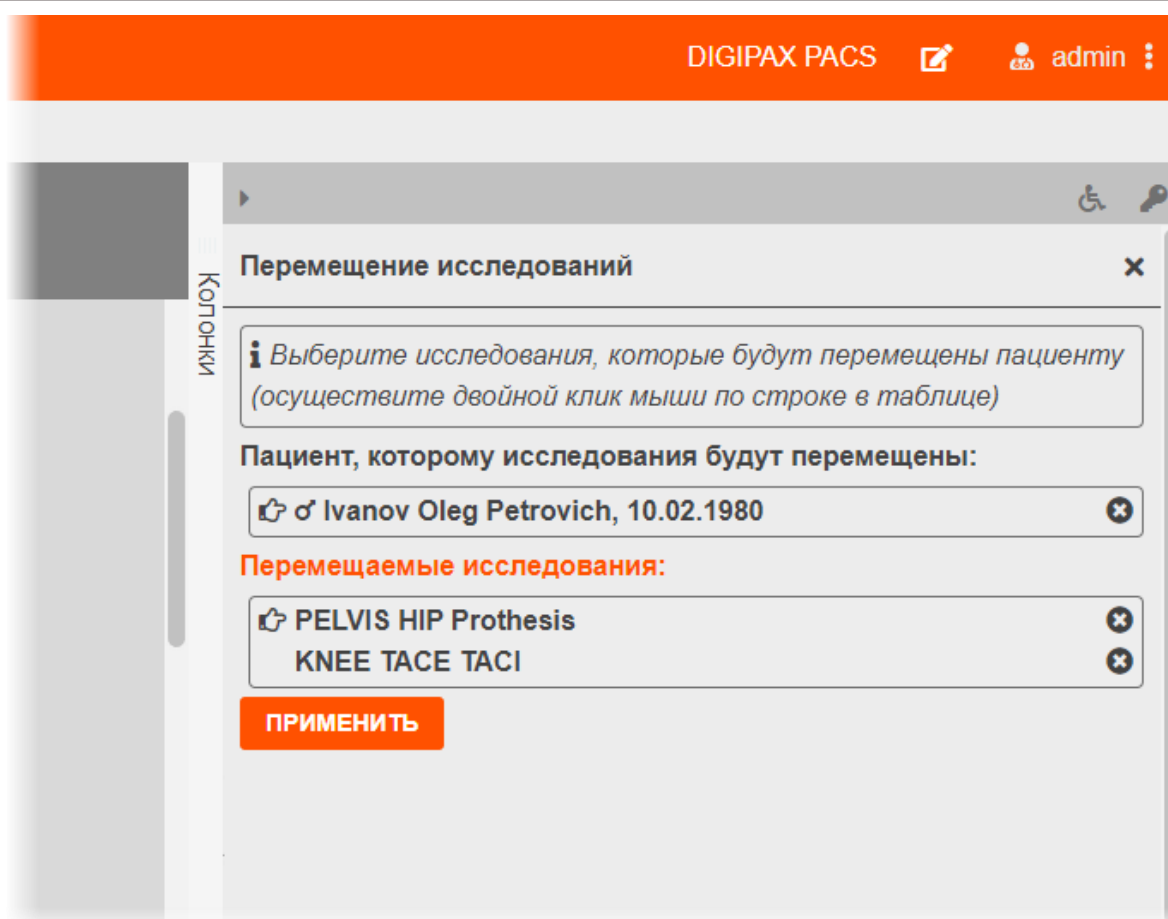 DIGIPAX PACS admin
Колонки
Перемещение исследований
Выберите исследования, которые будут перемещены пациенту
(осуществите двойной клик мыши по строке в таблице)
Пациент, которому исследования будут перемещены:
♂ Ivanov Oleg Petrovich, 10.02.1980
Перемещаемые исследования:
PELVIS HIP Prothesis
KNEE TACE TACI
ПРИМЕНИТЬ